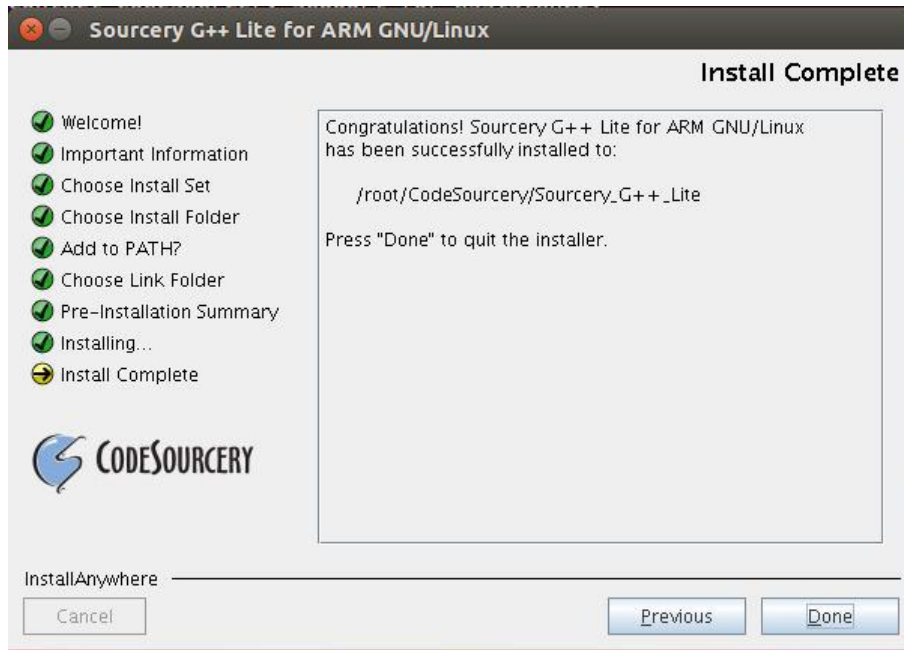 Sourcery G++ Lite for ARM GNU/Linux
Install Complete
Welcome!
Important Information
Choose Install Set
Choose Install Folder
Add to PATH?
Choose Link Folder
Pre-Installation Summary
Installing...
Install Complete
CODESOURCERY
Congratulations! Sourcery G++ Lite for ARM GNU/Linux
has been successfully installed to:
/root/CodeSourcery/Sourcery_G++_Lite
Press "Done" to quit the installer.
InstallAnywhere
Cancel
Previous
Done